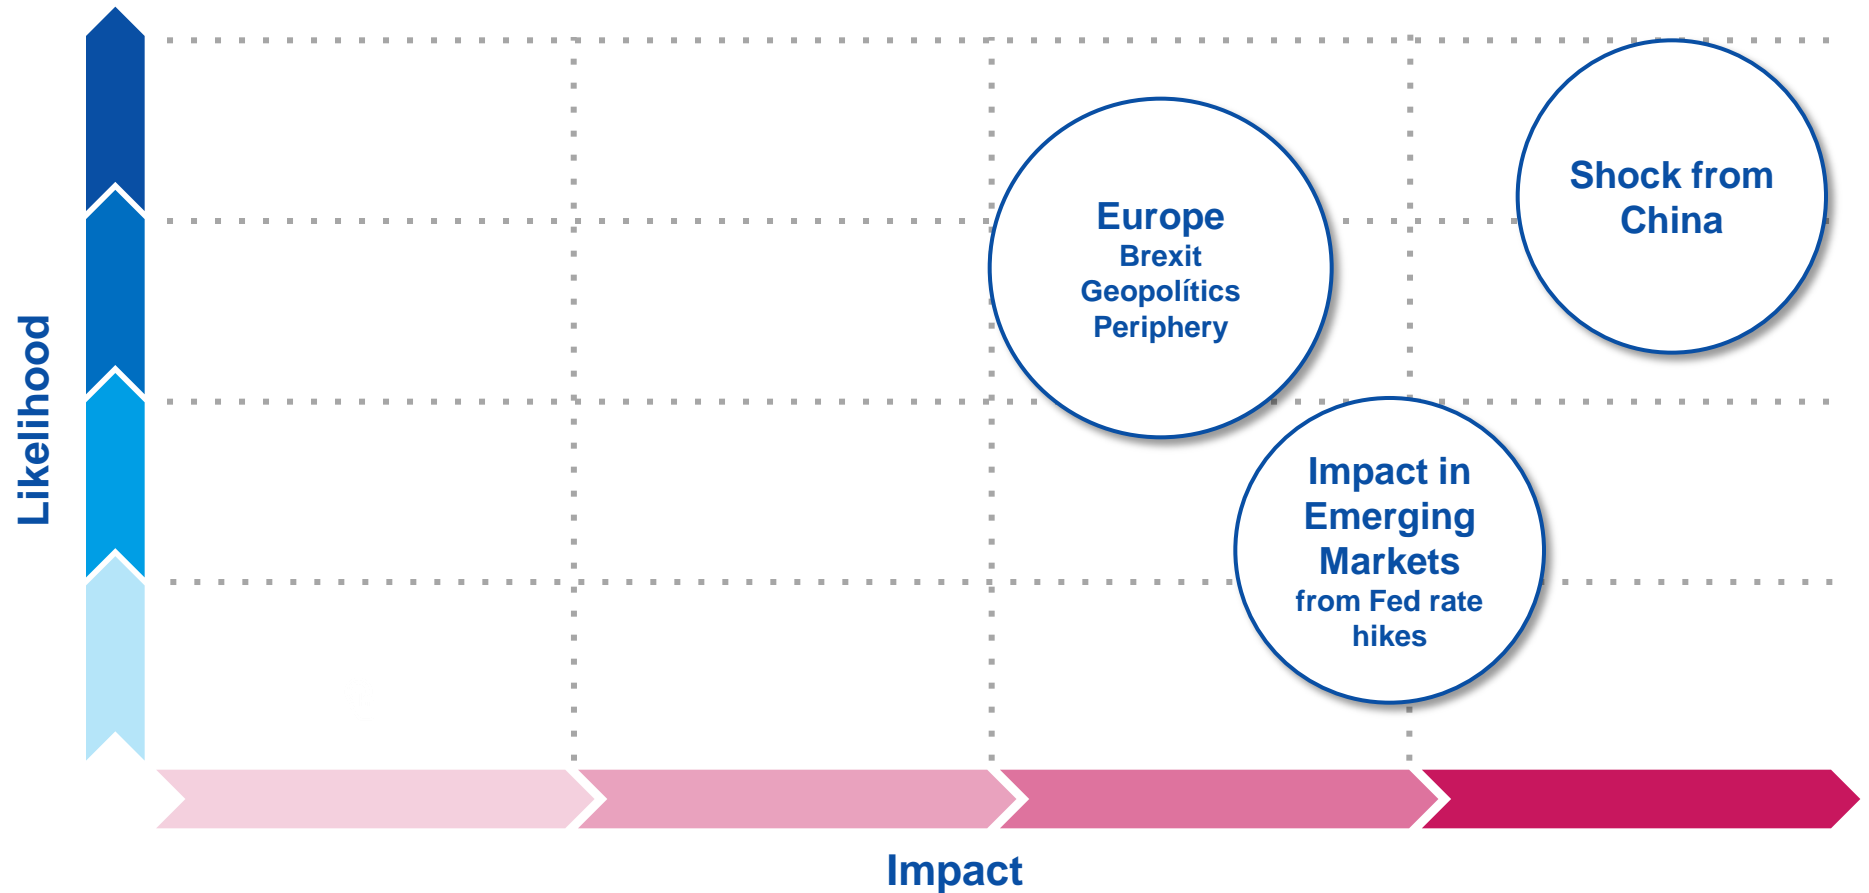 Likelihood
Europe
Brexit
Geopolítics
Periphery
Shock from
China
Impact in
Emerging
Markets
from Fed rate
hikes
Impact